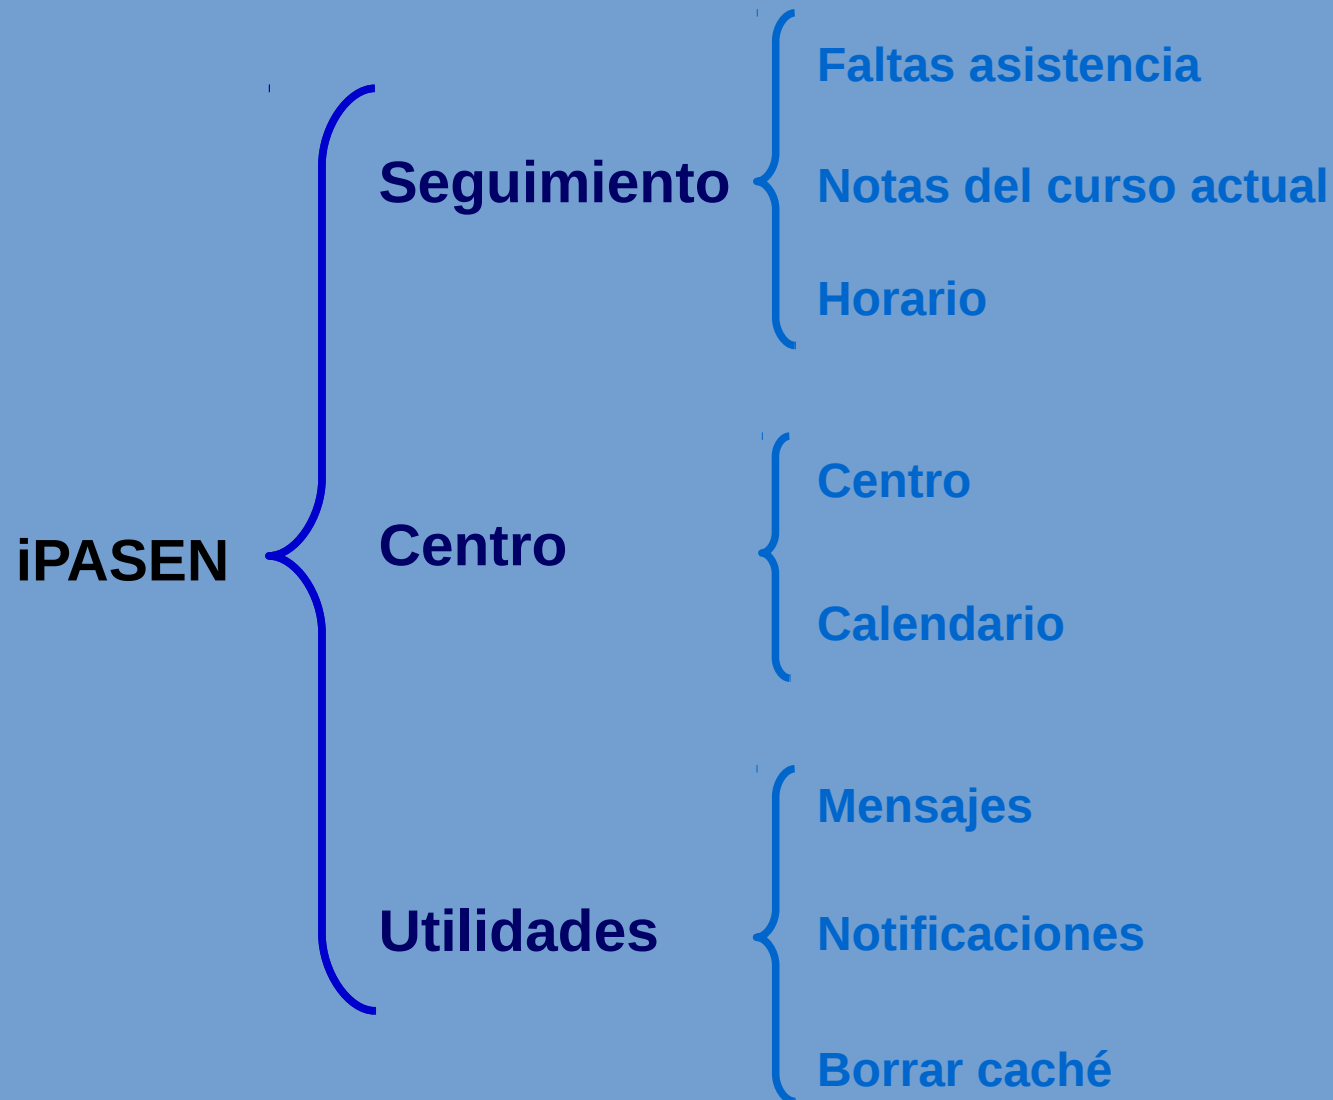 iPASEN
Seguimiento
Faltas asistencia
Notas del curso actual
Horario
Centro
Centro
Calendario
Utilidades
Mensajes
Notificaciones
Borrar caché